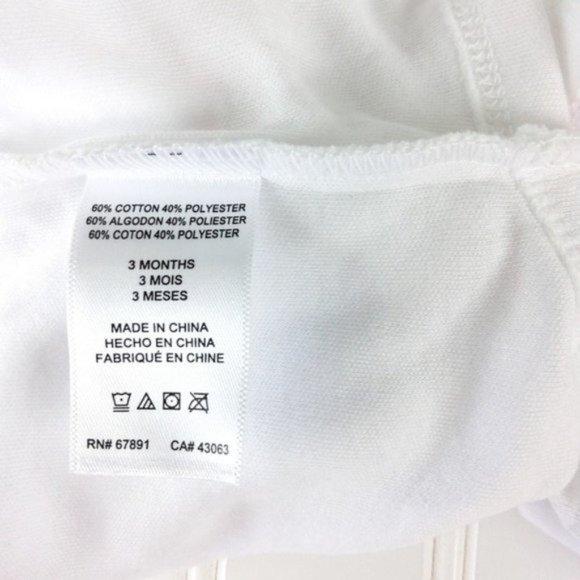 60% COTTON 40% POLYESTER
60% ALGODON 40% POLIESTER
60% COTON 40% POLYESTER
3 MONTHS
3 MOIS
3 MESES
MADE IN CHINA
HECHO EN CHINA
FABRIQUÉ EN CHINE
RN# 67891 CA# 43063